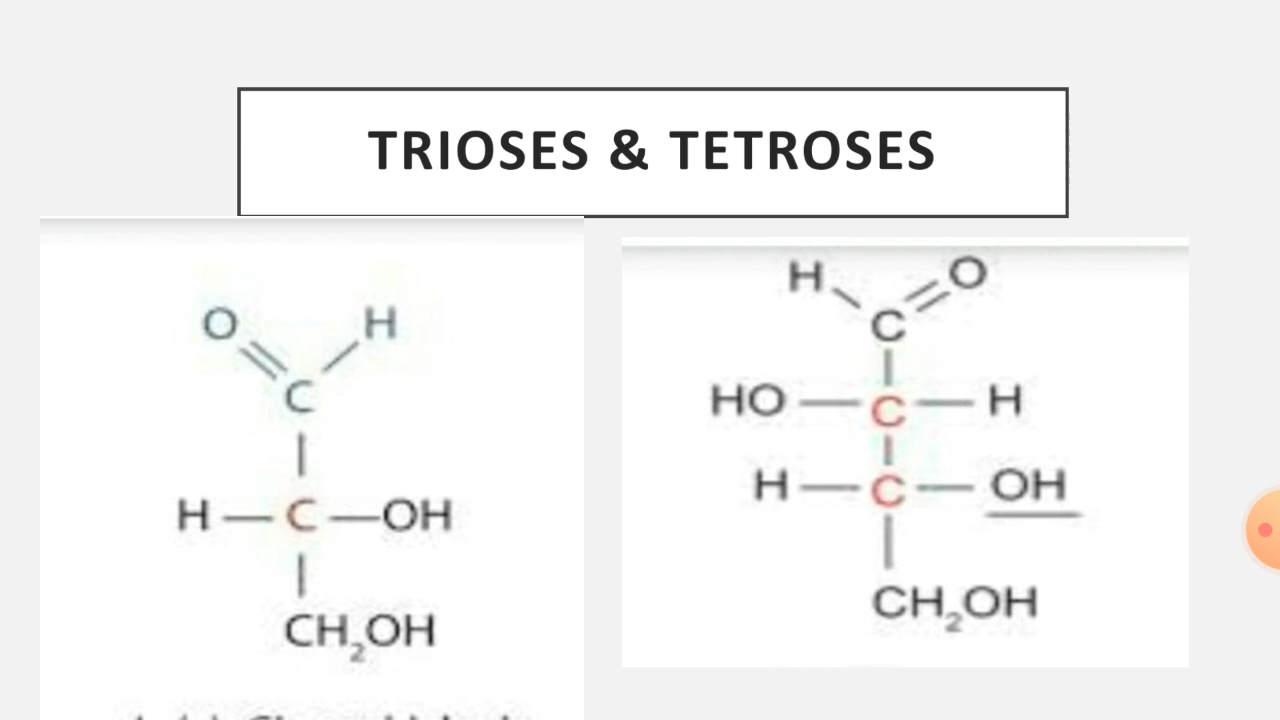 TRIOSES & TETROSES
O H
C
H — C — OH
CH₂OH
H O
C
HO — C — H
H — C — OH
CH₂OH